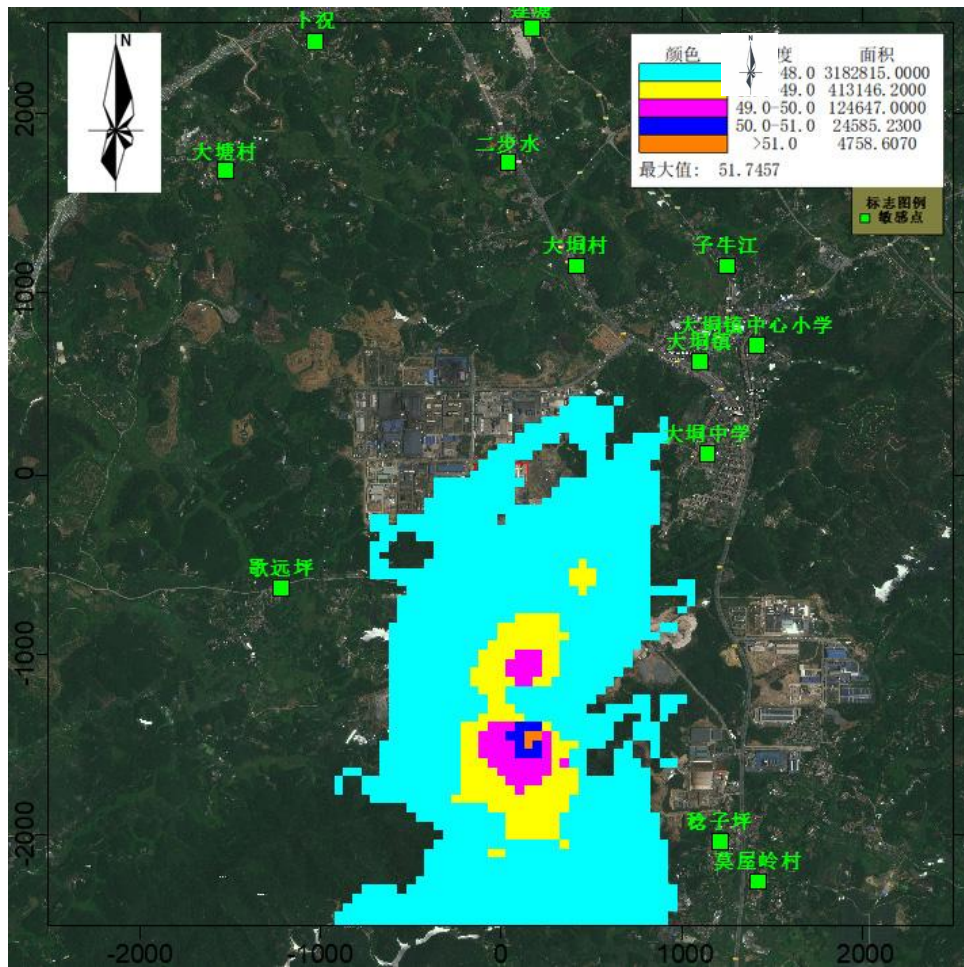 卜祝
N
颜色 度 面积
48.0 3182815.0000
49.0 413146.2000
49.0-50.0 124647.0000
50.0-51.0 24585.2300
>51.0 4758.6070
最大值: 51.7457
标志图例
敏感点
大塘村
二步水
大垌村
子牛江
大垌镇中心小学
大垌镇
大垌中学
歌远坪
稔子坪
莫屋岭村
2000
1000
0
-1000
-2000
-2000 -1000 0 1000 2000